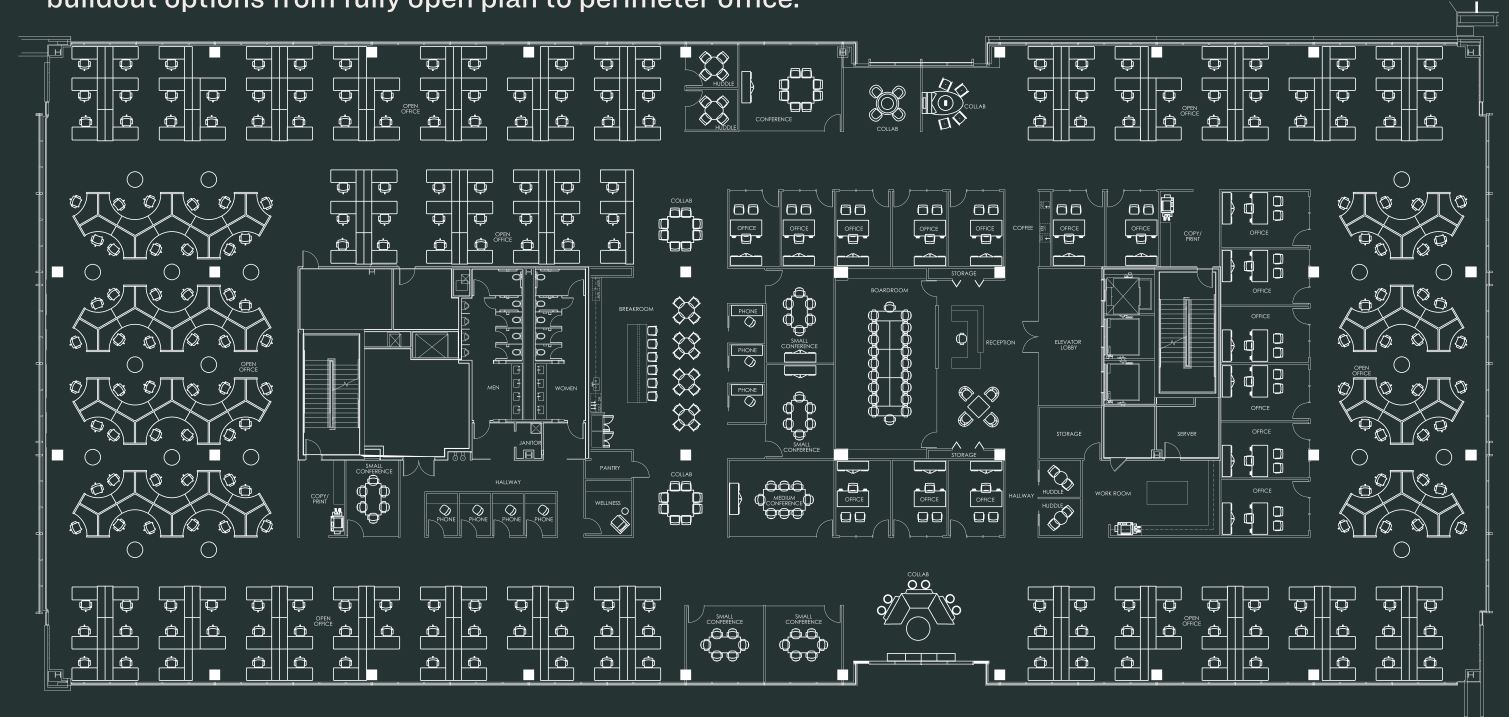 buildout options from fully open plan to perimeter office.
HUDDLE
HUDDLE
CONFERENCE
COLLAB
COLLAB
OPEN
OFFICE
OPEN
OFFICE
COLLAB
OPEN
OFFICE
OFFICE
OFFICE
OFFICE
OFFICE
OFFICE
COFFEE
OFFICE
OFFICE
COPY/
PRINT
OFFICE
STORAGE
OFFICE
BOARDROOM
BREAKROOM
PHONE
SMALL
CONFERENCE
RECEPTION
ELEVATOR
LOBBY
OFFICE
PHONE
OFFICE
OPEN
OFFICE
MEN
WOMEN
PHONE
OPEN
OFFICE
OFFICE
JANITOR
SMALL
CONFERENCE
STORAGE
SERVER
OFFICE
STORAGE
SMALL
CONFERENCE
PANTRY
COLLAB
HALLWAY
COPY/
PRINT
WELLNESS
MEDIUM
CONFERENCE
OFFICE
OFFICE
OFFICE
HALLWAY
HUDDLE
HUDDLE
WORK ROOM
OFFICE
PHONE
PHONE
PHONE
PHONE
COLLAB
OPEN
OFFICE
SMALL
CONFERENCE
SMALL
CONFERENCE
OPEN
OFFICE